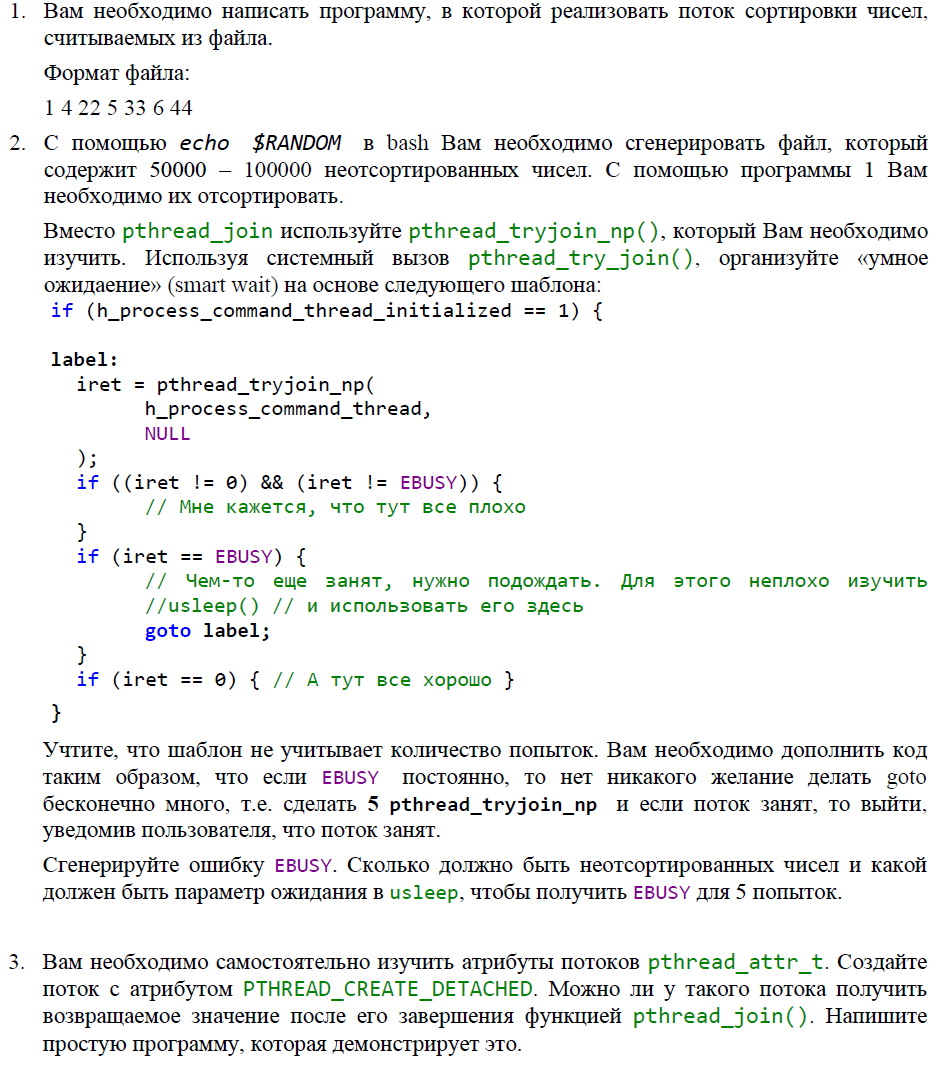 1. Вам необходимо написать программу, в которой реализовать поток сортировки чисел,
считываемых из файла.
Формат файла:
1 4 22 5 33 6 44
2. С помощью echo $RANDOM в bash Вам необходимо сгенерировать файл, который
содержит 50000 – 100000 неотсортированных чисел. С помощью программы 1 Вам
необходимо их отсортировать.
Вместо pthread_join используйте pthread_tryjoin_np(), который Вам необходимо
изучить. Используя системный вызов pthread_try_join(), организуйте «умное
ожидаение» (smart wait) на основе следующего шаблона:
if (h_process_command_thread_initialized == 1) {
label:
iret = pthread_tryjoin_np(
h_process_command_thread,
NULL
);
if ((iret != 0) && (iret != EBUSY)) {
// Мне кажется, что тут все плохо
}
if (iret == EBUSY) {
// Чем-то еще занят, нужно подождать. Для этого неплохо изучить
//usleep() // и использовать его здесь
goto label;
}
if (iret == 0) { // А тут все хорошо }
}
Учтите, что шаблон не учитывает количество попыток. Вам необходимо дополнить код
таким образом, что если EBUSY постоянно, то нет никакого желание делать goto
бесконечно много, т.е. сделать 5 pthread_tryjoin_np и если поток занят, то выйти,
уведомив пользователя, что поток занят.
Сгенерируйте ошибку EBUSY. Сколько должно быть неотсортированных чисел и какой
должен быть параметр ожидания в usleep, чтобы получить EBUSY для 5 попыток.
3. Вам необходимо самостоятельно изучить атрибуты потоков pthread_attr_t. Создайте
поток с атрибутом PTHREAD_CREATE_DETACHED. Можно ли у такого потока получить
возвращаемое значение после его завершения функцией pthread_join(). Напишите
простую программу, которая демонстрирует это.